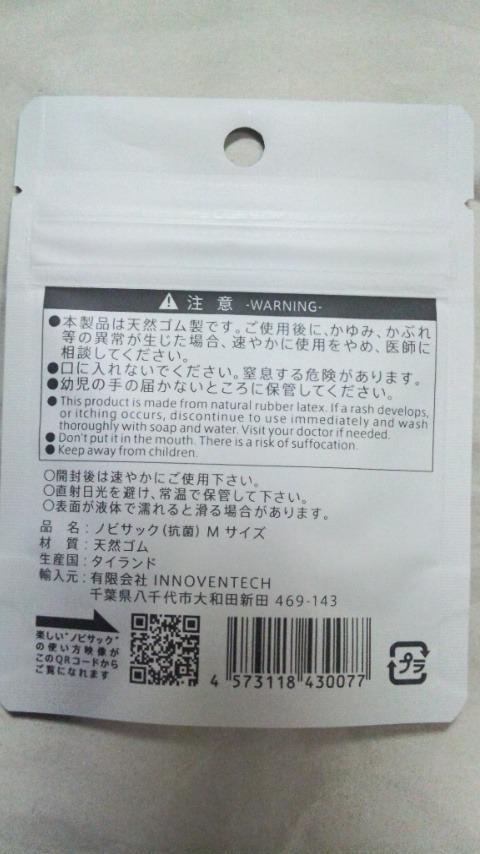 注意 -WARNING-
●本製品は天然ゴム製です。ご使用後に、かゆみ、かぶれ
等の異常が生じた場合、速やかに使用をやめ、医師に
相談してください。
●口に入れないでください。窒息する危険があります。
●幼児の手の届かないところに保管してください。
● This product is made from natural rubber latex. If a rash develops,
or itching occurs, discontinue to use immediately and wash
thoroughly with soap and water. Visit your doctor if needed.
● Don't put it in the mouth. There is a risk of suffocation.
● Keep away from children.
○開封後は速やかにご使用下さい。
○直射日光を避け、常温で保管して下さい。
○表面が液体で濡れると滑る場合があります。
品 名：ノビサック(抗菌) M サイズ
材 質：天然ゴム
生産国：タイランド
輸入元：有限会社 INNOVENTECH
千葉県八千代市大和田新田 469-143
楽しい"ノビサック"
の使い方映像が
このQRコードから
ご覧になれます
4 573118 430077
プラ